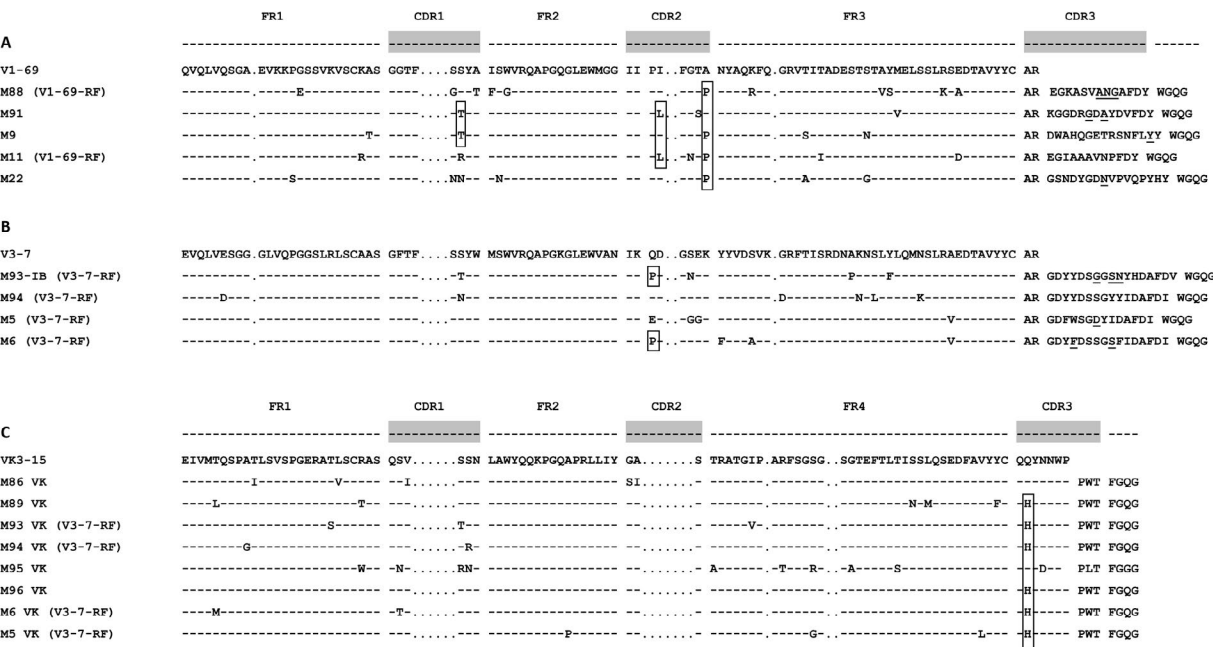 FR1 CDR1 FR2 CDR2 FR3 CDR3
A -------------------------- ------------ ----------------- ----------- --------------------------------------- ---------------- ------
V1-69 QVQLVQSGA.EVKKPGSSVKVSCKAS GGTF....SSYA ISWVRQAPGQGLEWMGG II PI..FGTA NYAQKFQ.GRVTITADESTSTAYMELSSLRSEDTAVYYC AR
M88 (V1-69-RF) ---------.-----E---------- ----....G--T F-G-------------- -- --..---P ----R--.-------------VS------K-A------- AR EGKASVANGAFDY WGQG
M91 ---------.---------------- ----....-T-- ----------------- -- -L..--S- -------.---------------V--------------- AR KGGDRGDAYDVFDY WGQG
M9 ---------.--------------T- ----....-T-- ----------------- -- --..---P -------.---S-------N------------------- AR DWAHQGETRSNFLYY WGQG
M11 (V1-69-RF) ---------.-------------R-- ----....-R-- ----------------- -- -L..-N-P -------.-----I-----------------D------- AR EGIAAAVNPFDY WGQG
M22 ---------.----S----------- ----....NN-- -N--------------- -- --..---P -------.---A-------G------------------- AR GSNDYGDNVPVQPYHY WGQG
B
V3-7 EVQLVESGG.GLVQPGGSLRLSCAAS GFTF....SSYW MSWVRQAPGKGLEWVAN IK QD..GSEK YYVDSVK.GRFTISRDNAKNSLYLQMNSLRAEDTAVYYC AR
M93-IB (V3-7-RF) ---------.---------------- ----....-T-- ----------------- -- P-..-N-- -------.---------P----F---------------- AR GDYYDSGGSNYHDAFDV WGQG
M94 (V3-7-RF) -----D---.---------------- ----....-N-- ----------------- -- --..---- -------.D---------N-L-----K------------ AR GDYYDSSGYYIDAFDI WGQG
M5 (V3-7-RF) ---------.---------------- ----....---- ----------------- -- E-..-GG- -------.----------------------V-------- AR GDFWSGDYIDAFDI WGQG
M6 (V3-7-RF) ---------.---------------- ----....---- ----------------- -- P-..---- F---A--.----------------------V-------- AR GDYFDSSGSFIDAFDI WGQG
FR1 CDR1 FR2 CDR2 FR4 CDR3
C -------------------------- ------------ ----------------- ---------- --------------------------------------- ----------- ----
VK3-15 EIVMTQSPATLSVSPGERATLSCRAS QSV......SSN LAWYQQKPGQAPRLLIY GA.......S TRATGIP.ARFSGSG..SGTEFTLTISSLQSEDFAVYYC QQYNNWP
M86 VK ---------I----------L----- --I......--- ----------------- SI.......- -------.-------..---------------------- ------- PWT FGQG
M89 VK ----L------------------R-- ---......--- ----------------- --.......- -------.-------..---------N-M--------F- -H----- PWT FGQG
M93 VK (V3-7-RF) -------------------S------ ---......T-- ----------------- --.......- -----V-.-------..---------------------- -H----- PWT FGQG
M94 VK (V3-7-RF) --------G----------------- ---......-R- ----------------- --.......- -------.-------..---------------------- -H----- PWT FGQG
M95 VK -----------------------W-- -N-......RN- ----------------- --.......- A------.-T---R-..-A-----S-------------- ---D--- PLT FGGG
M96 VK -------------------------- ---......--- ----------------- --.......- -------.-------..---------------------- -H----- PWT FGQG
M6 VK (V3-7-RF) ----M--------------------- -T-......--- ----------------- --.......- -------.-------..---------------------- -H----- PWT FGQG
M5 VK (V3-7-RF) -------------------------- ---......--- ----------P------ --.......- -------.-----G-..------------------L--- -H----- PWT FGQG